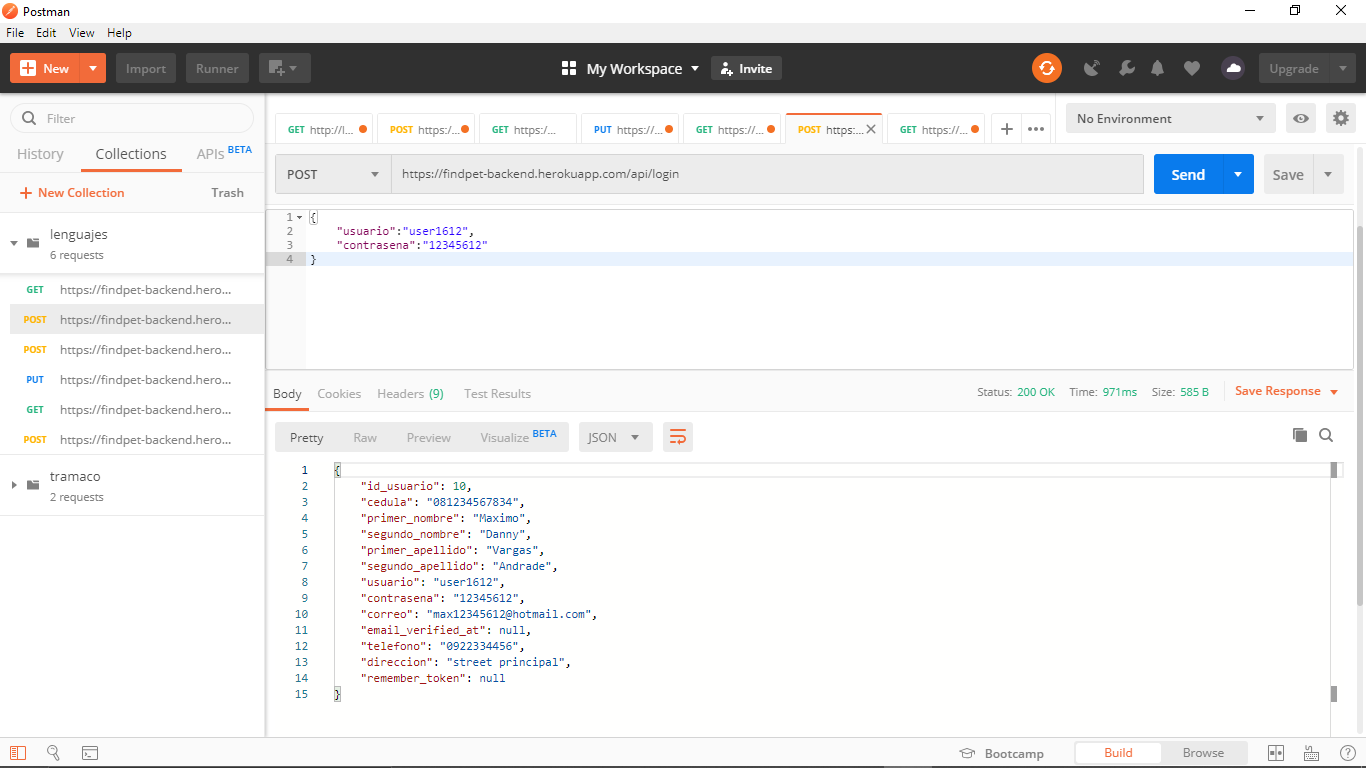 Postman
File Edit View Help
New Import Runner My Workspace Invite Upgrade
Filter
History Collections APIs BETA
New Collection Trash
lenguajes
6 requests
GET https://findpet-backend.hero...
POST https://findpet-backend.hero...
POST https://findpet-backend.hero...
PUT https://findpet-backend.hero...
GET https://findpet-backend.hero...
POST https://findpet-backend.hero...
tramaco
2 requests
GET http://l... POST https:/... GET https:/... PUT https://... GET https://... POST https:... GET https://...
No Environment
POST https://findpet-backend.herokuapp.com/api/login Send Save
1 {
2 "usuario":"user1612",
3 "contrasena":"12345612"
4 }
Body Cookies Headers (9) Test Results Status: 200 OK Time: 971ms Size: 585 B Save Response
Pretty Raw Preview Visualize BETA JSON
1 {
2 "id_usuario": 10,
3 "cedula": "081234567834",
4 "primer_nombre": "Maximo",
5 "segundo_nombre": "Danny",
6 "primer_apellido": "Vargas",
7 "segundo_apellido": "Andrade",
8 "usuario": "user1612",
9 "contrasena": "12345612",
10 "correo": "max12345612@hotmail.com",
11 "email_verified_at": null,
12 "telefono": "0922334456",
13 "direccion": "street principal",
14 "remember_token": null
15 }
Bootcamp Build Browse